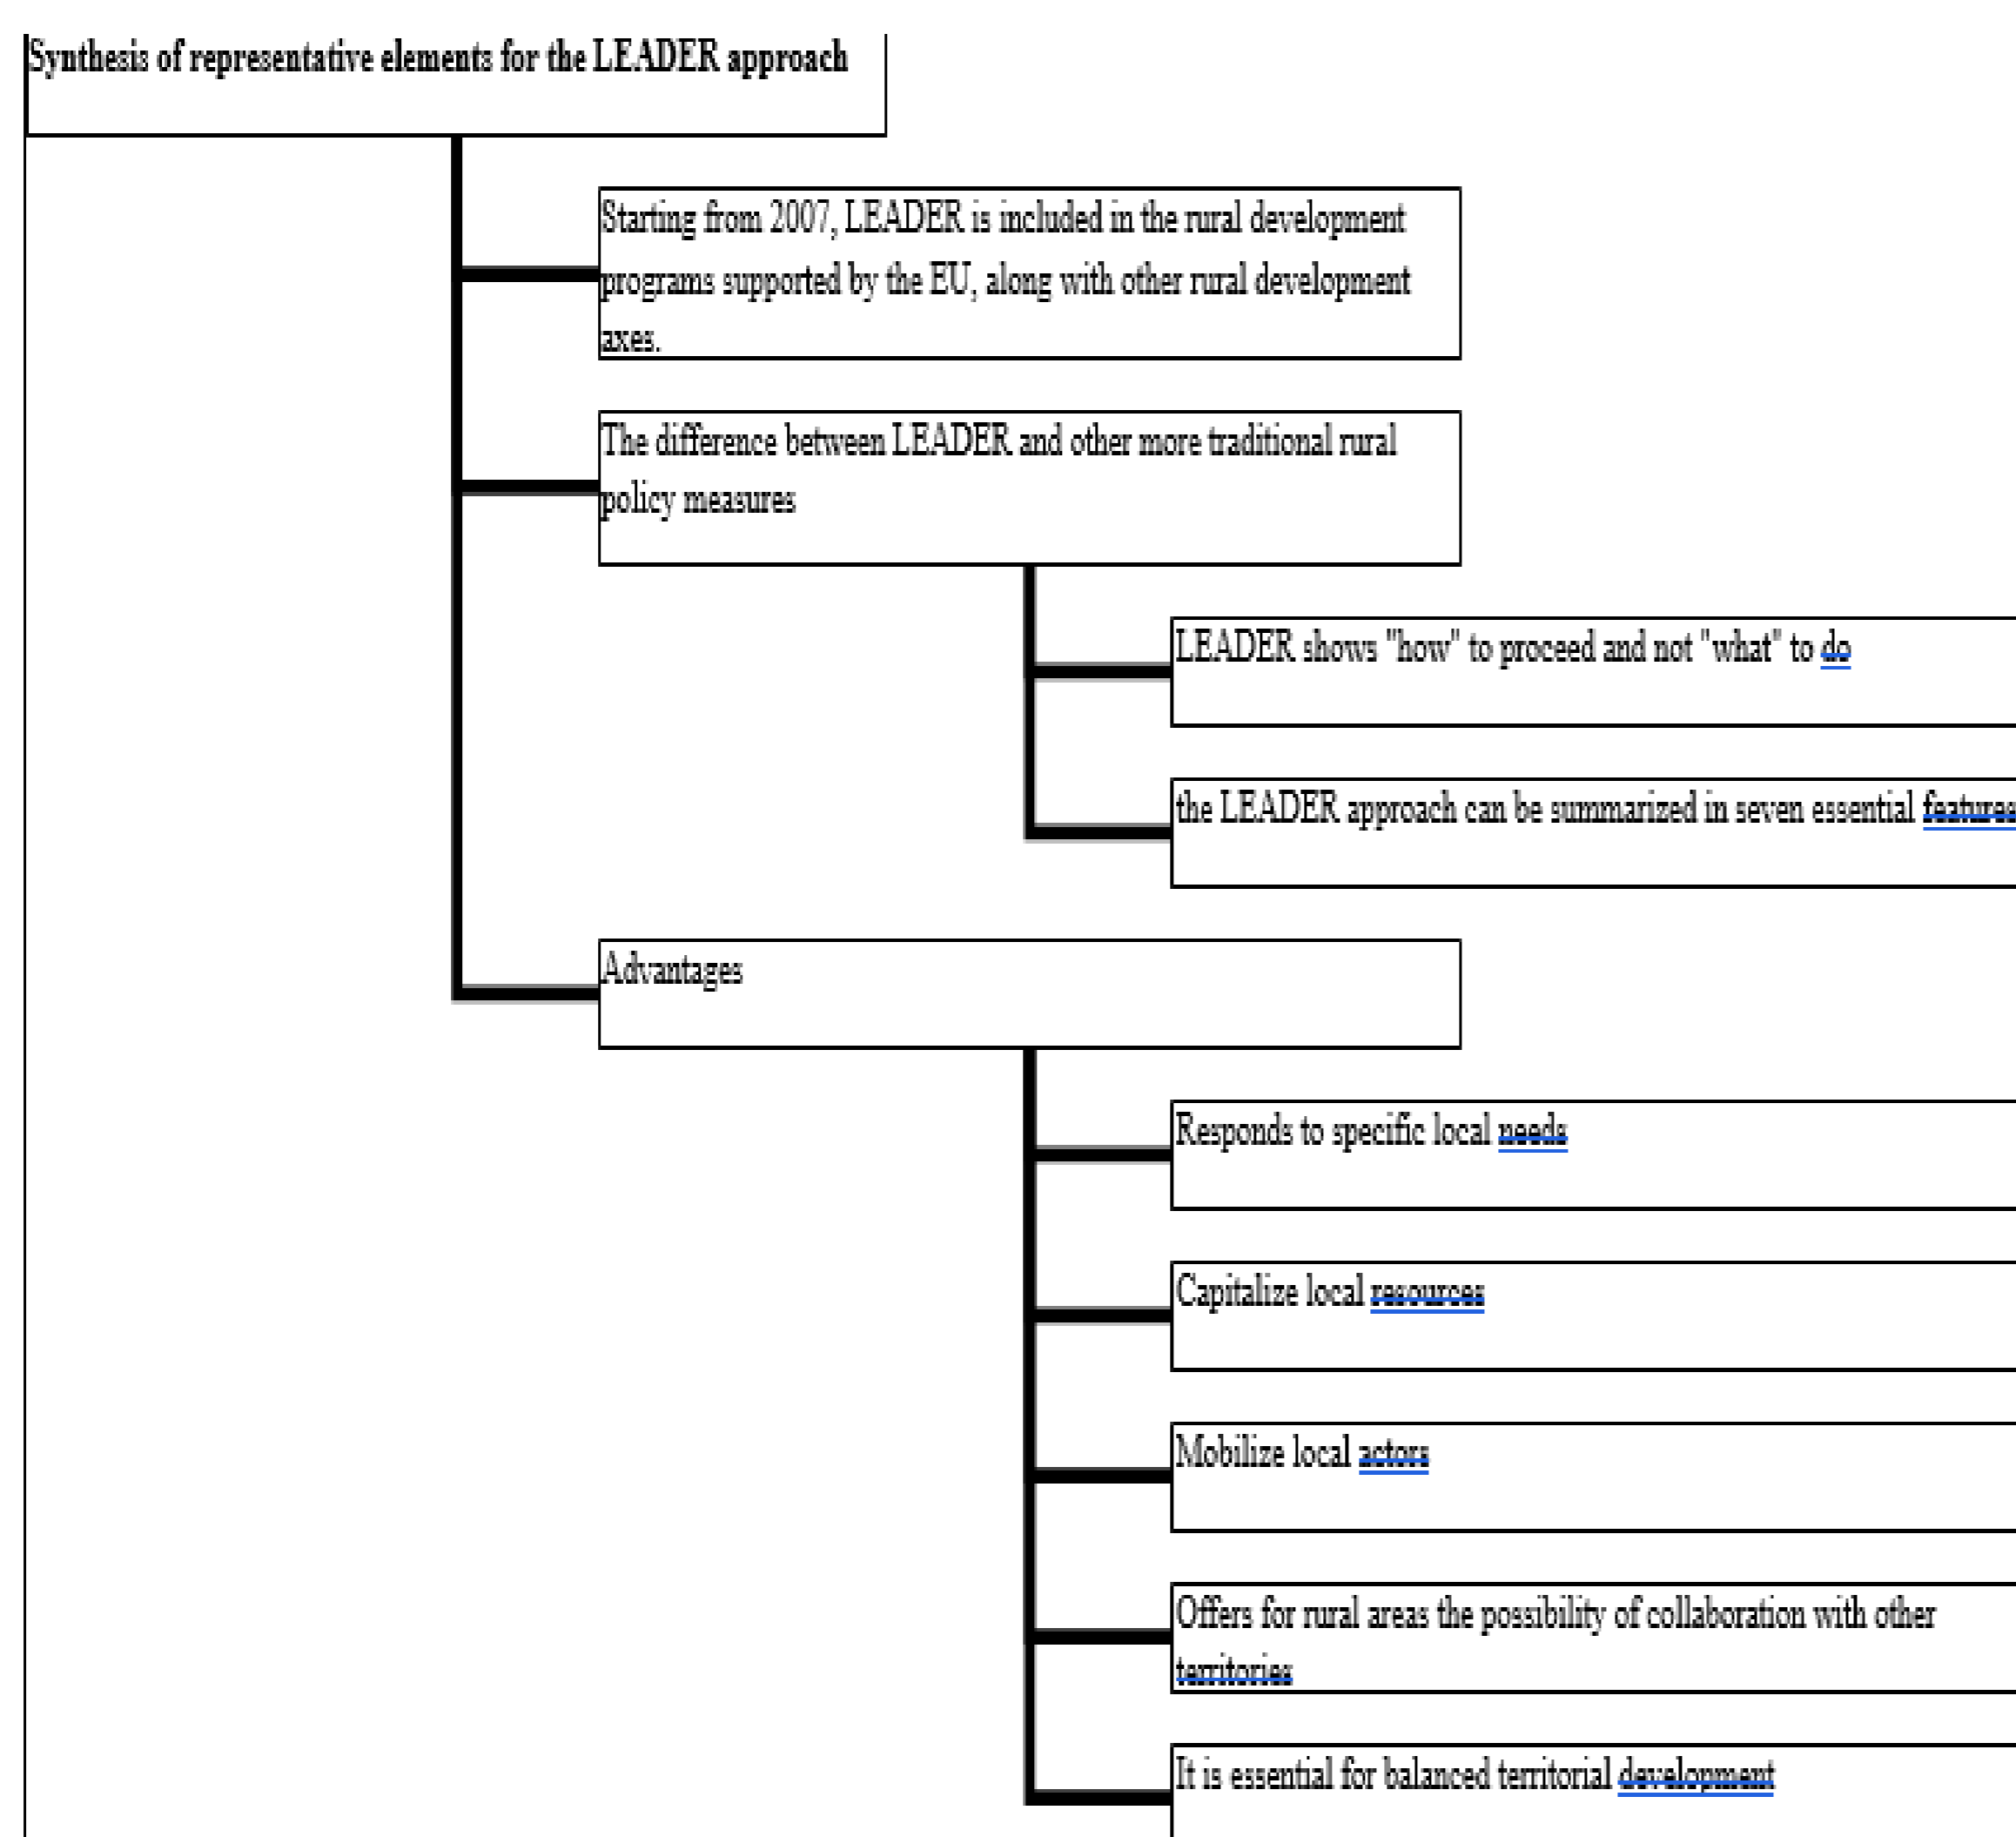 Synthesis of representative elements for the LEADER approach
Starting from 2007, LEADER is included in the rural development
programs supported by the EU, along with other rural development
axes.
The difference between LEADER and other more traditional rural
policy measures
LEADER shows "how" to proceed and not "what" to do
the LEADER approach can be summarized in seven essential features
Advantages
Responds to specific local needs
Capitalize local resources
Mobilize local actors
Offers for rural areas the possibility of collaboration with other
territories
It is essential for balanced territorial development